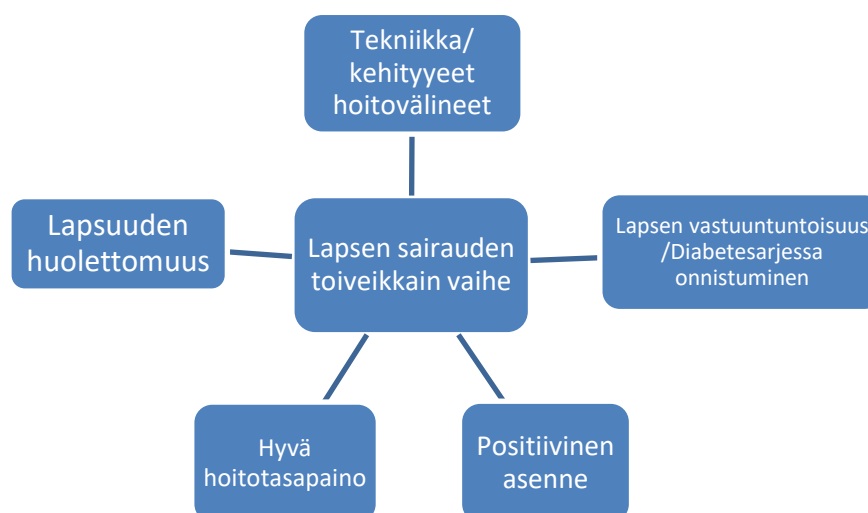 Tekniikka/
kehityyeet
hoitovälineet
Lapsuuden
huolettomuus
Lapsen sairauden
toiveikkain vaihe
Lapsen vastuuntuntoisuus
/Diabetesarjessa
onnistuminen
Hyvä
hoitotasapaino
Positiivinen
asenne